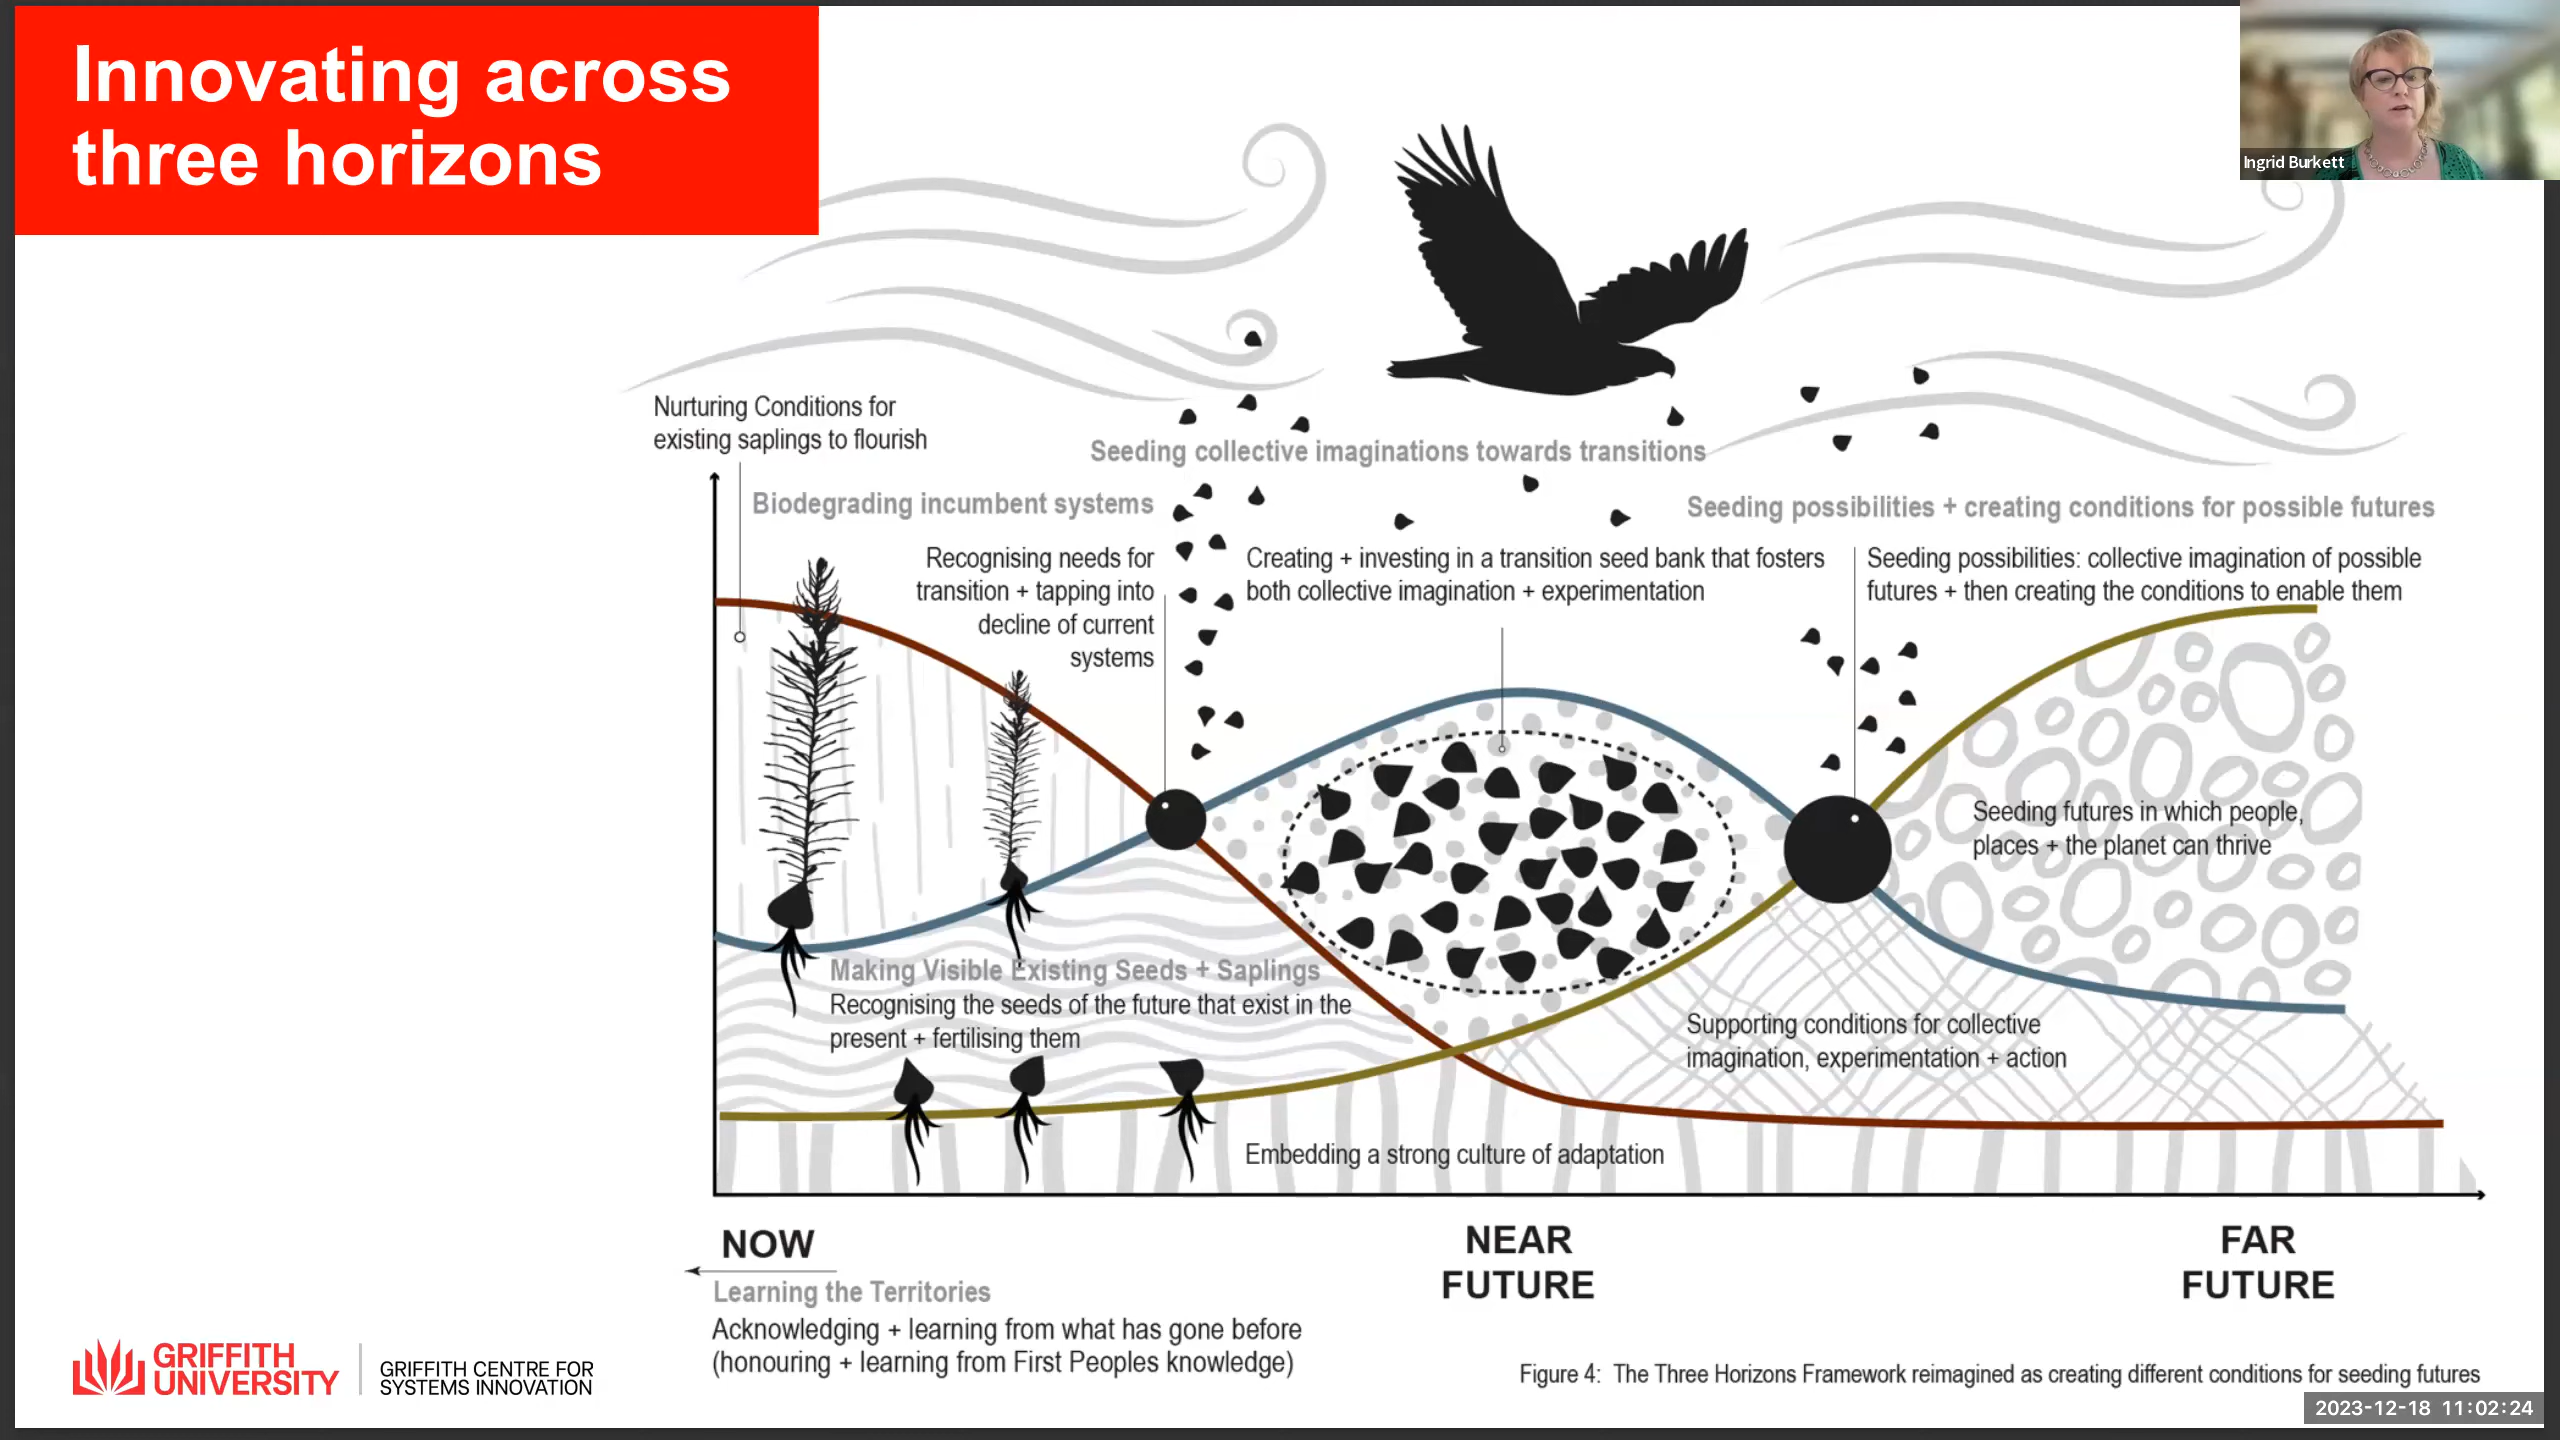 Innovating across
three horizons
Ingrid Burkett
Nurturing Conditions for
existing saplings to flourish
Seeding collective imaginations towards transitions
Biodegrading incumbent systems
Seeding possibilities + creating conditions for possible futures
Recognising needs for
transition + tapping into
decline of current
systems
Creating + investing in a transition seed bank that fosters
both collective imagination + experimentation
Seeding possibilities: collective imagination of possible
futures + then creating the conditions to enable them
Seeding futures in which people,
places + the planet can thrive
Making Visible Existing Seeds + Saplings
Recognising the seeds of the future that exist in the
present + fertilising them
Supporting conditions for collective
imagination, experimentation + action
Embedding a strong culture of adaptation
NOW
NEAR
FUTURE
FAR
FUTURE
Learning the Territories
Acknowledging + learning from what has gone before
(honouring + learning from First Peoples knowledge)
GRIFFITH
UNIVERSITY
GRIFFITH CENTRE FOR
SYSTEMS INNOVATION
Figure 4: The Three Horizons Framework reimagined as creating different conditions for seeding futures
2023-12-18 11:02:24